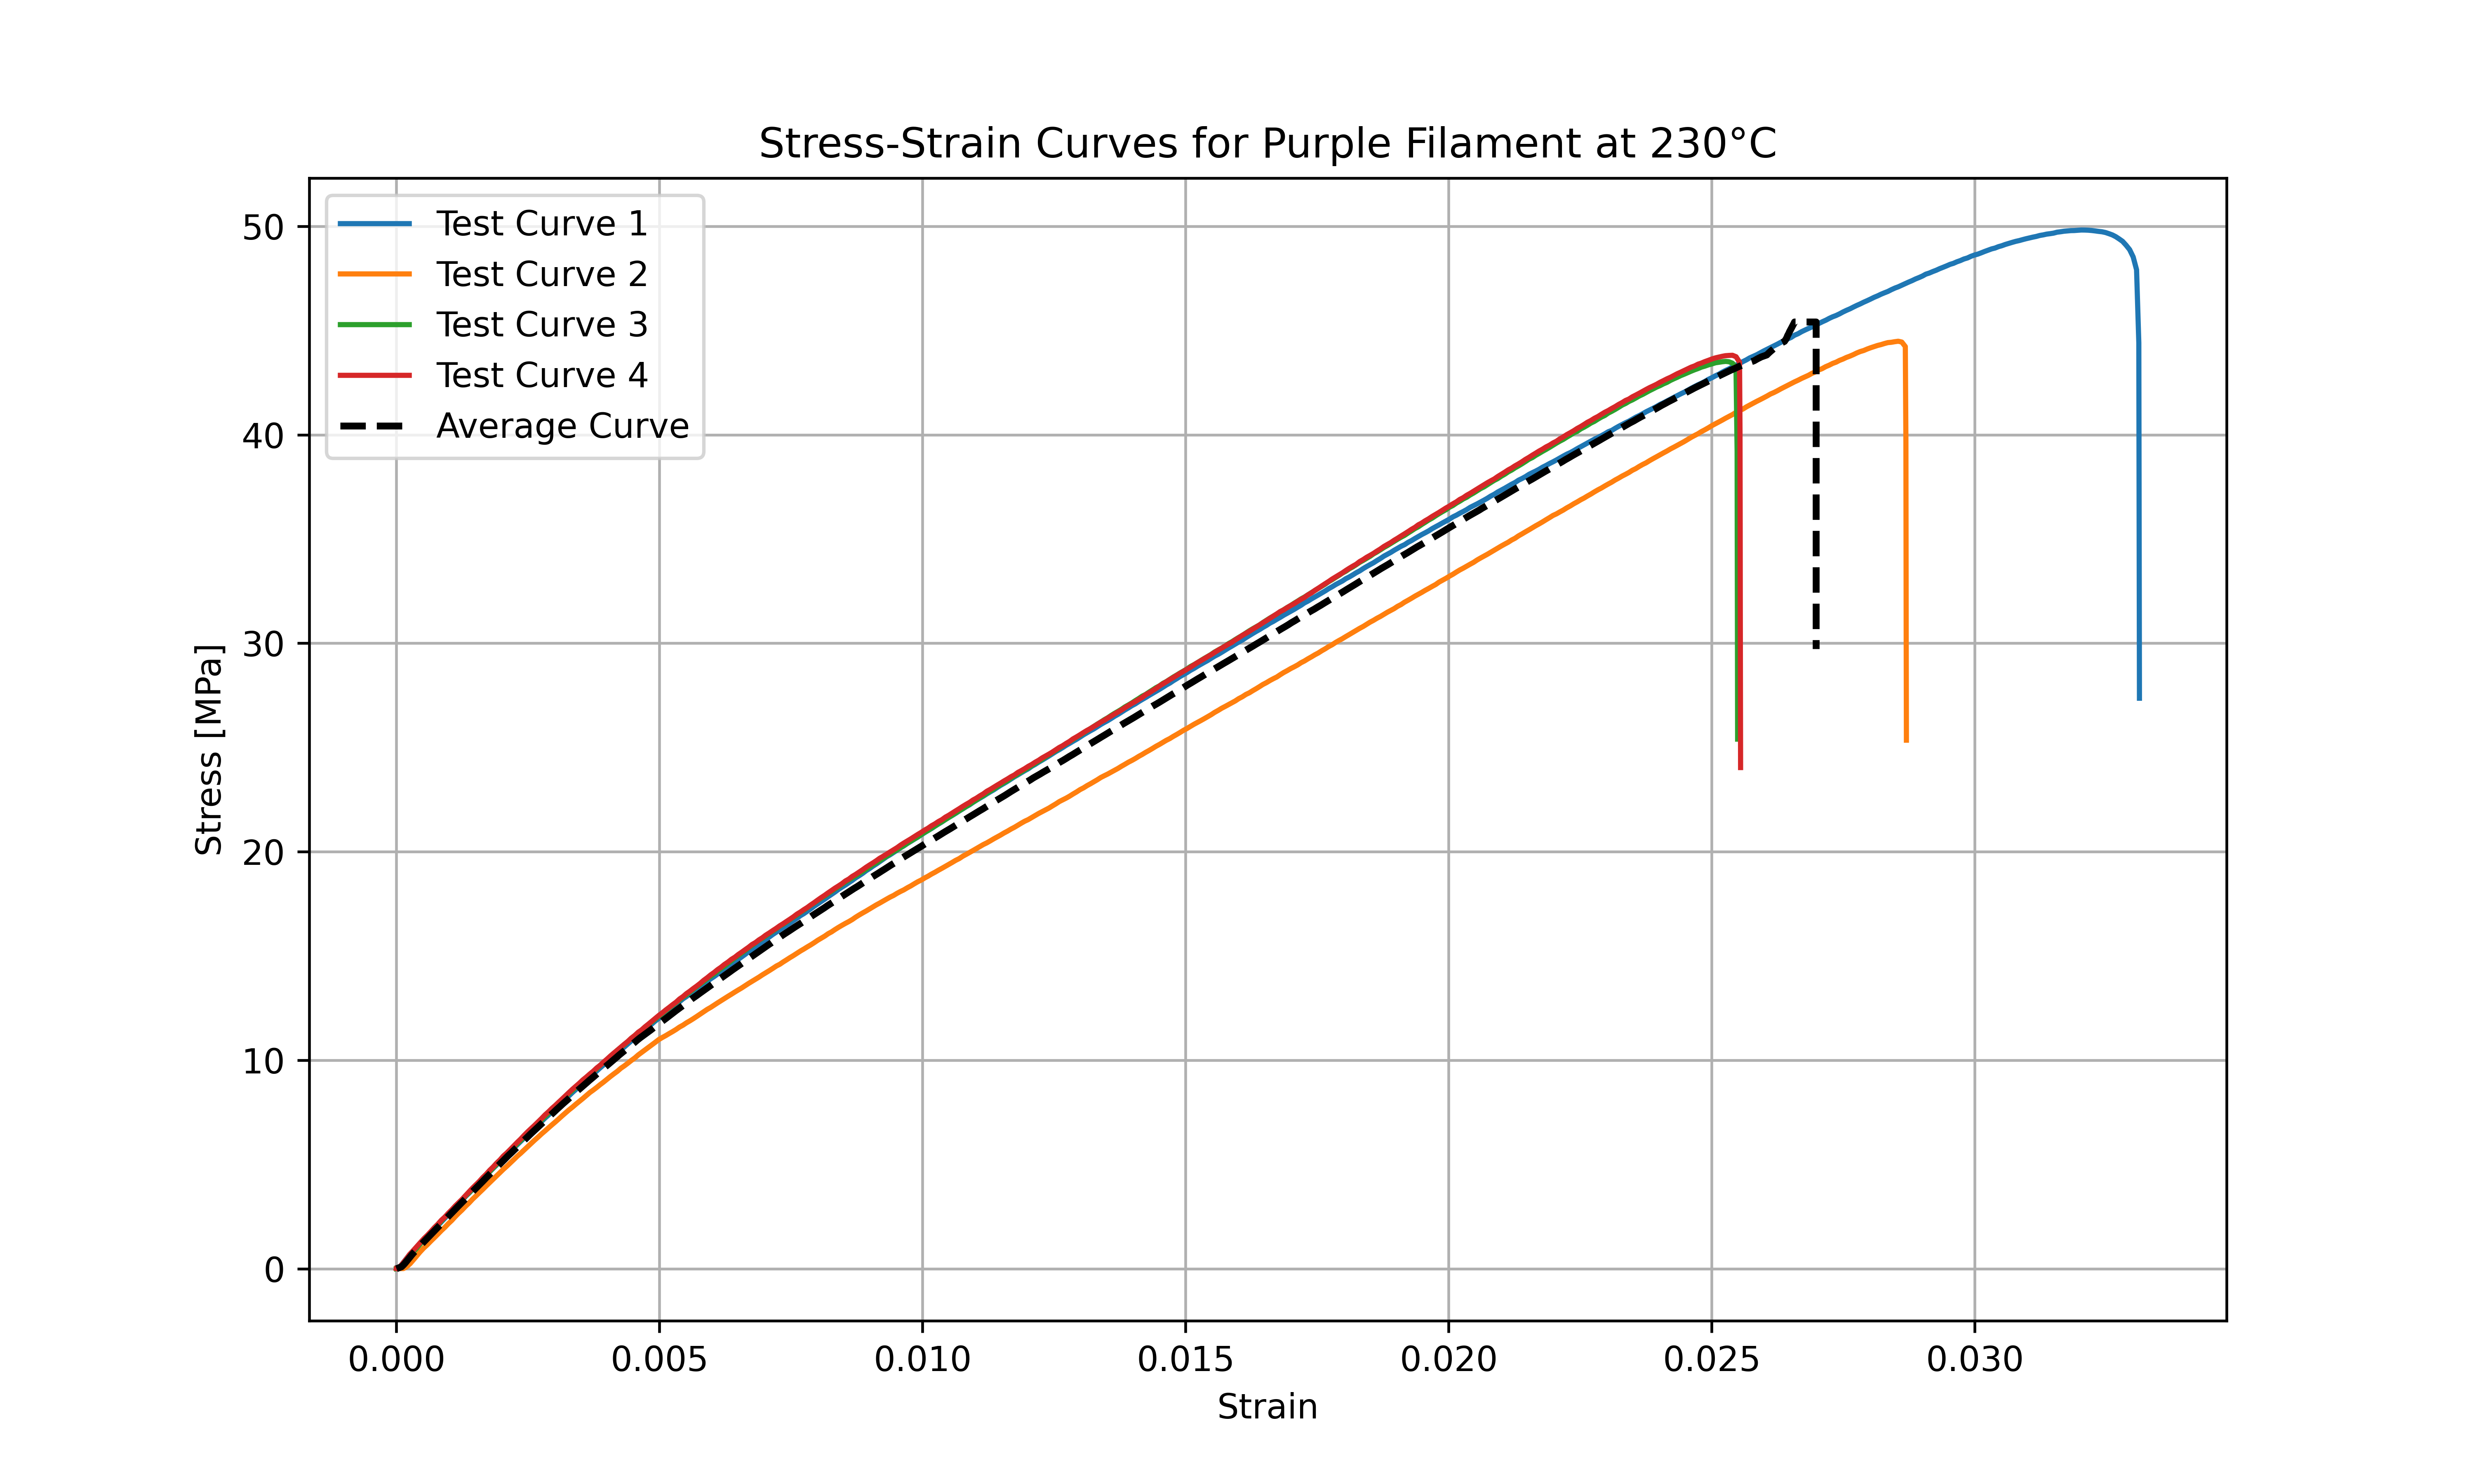 Stress-Strain Curves for Purple Filament at 230°C
Test Curve 1
Test Curve 2
Test Curve 3
Test Curve 4
Average Curve
Stress [MPa]
50
40
30
20
10
0
0.000 0.005 0.010 0.015 0.020 0.025 0.030
Strain